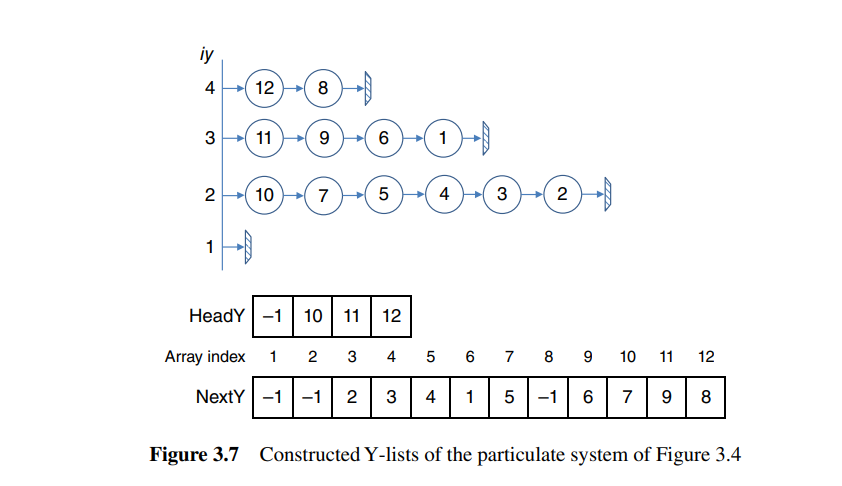 iy
4 12 8
3 11 9 6 1
2 10 7 5 4 3 2
1
HeadY –1 10 11 12
Array index 1 2 3 4 5 6 7 8 9 10 11 12
NextY –1 –1 2 3 4 1 5 –1 6 7 9 8
Figure 3.7 Constructed Y-lists of the particulate system of Figure 3.4